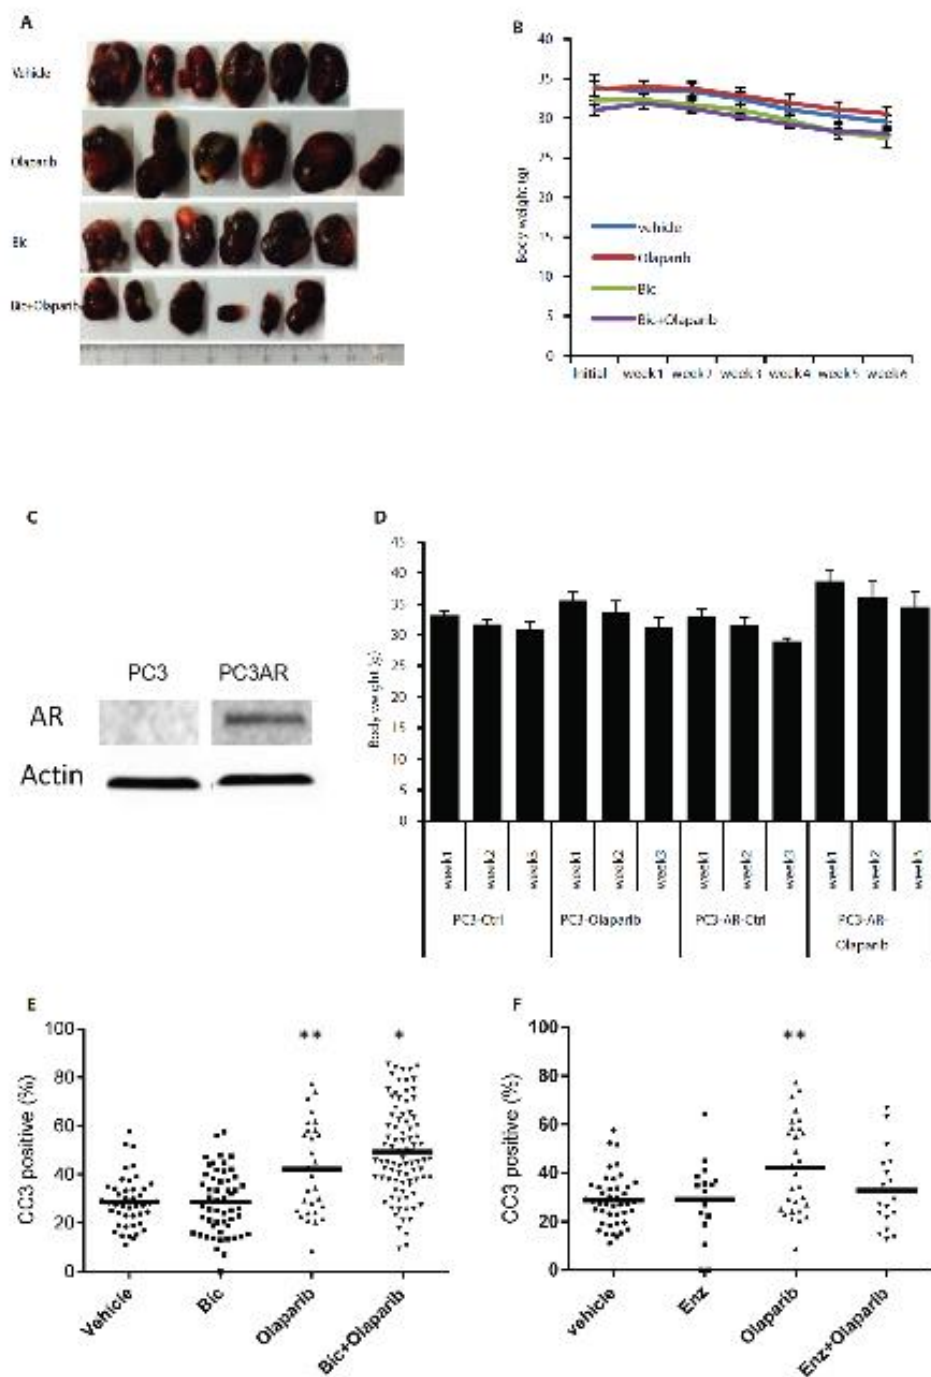 A
Vehicle
Olaparib
Bic
Bic+Olaparib
B
40
35
30
25
20
15
10
5
0
Body weight (g)
vehicle
Olaparib
Bic
Bic+Olaparib
Initial week1 week2 week3 week4 week5 week6
C
PC3 PC3AR
AR
Actin
D
45
40
35
30
25
20
15
10
5
0
Body weight (g)
week1 week2 week3 week1 week2 week3 week1 week2 week3 week1 week2 week3
PC3-Ctrl PC3-Olaparib PC3-AR-Ctrl PC3-AR-
Olaparib
E
100
80
60
40
20
0
CC3 positive (%)
** *
Vehicle Bic Olaparib Bic+Olaparib
F
100
80
60
40
20
0
CC3 positive (%)
**
vehicle Enz Olaparib Enz+Olaparib